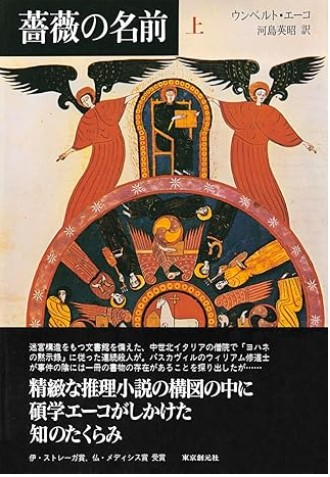 薔薇の名前 上
ウンベルト・エーコ
河島英昭 訳
迷宮構造をもつ文書館を備えた、中世北イタリアの僧院で「ヨハネ
の黙示録」に従った連続殺人が。バスカヴィルのウィリアム修道士
が事件の陰には一冊の書物の存在があることを探り出したが……
精緻な推理小説の構図の中に
碩学エーコがしかけた
知のたくらみ
伊・ストレーガ賞、仏・メディシス賞 受賞
東京創元社